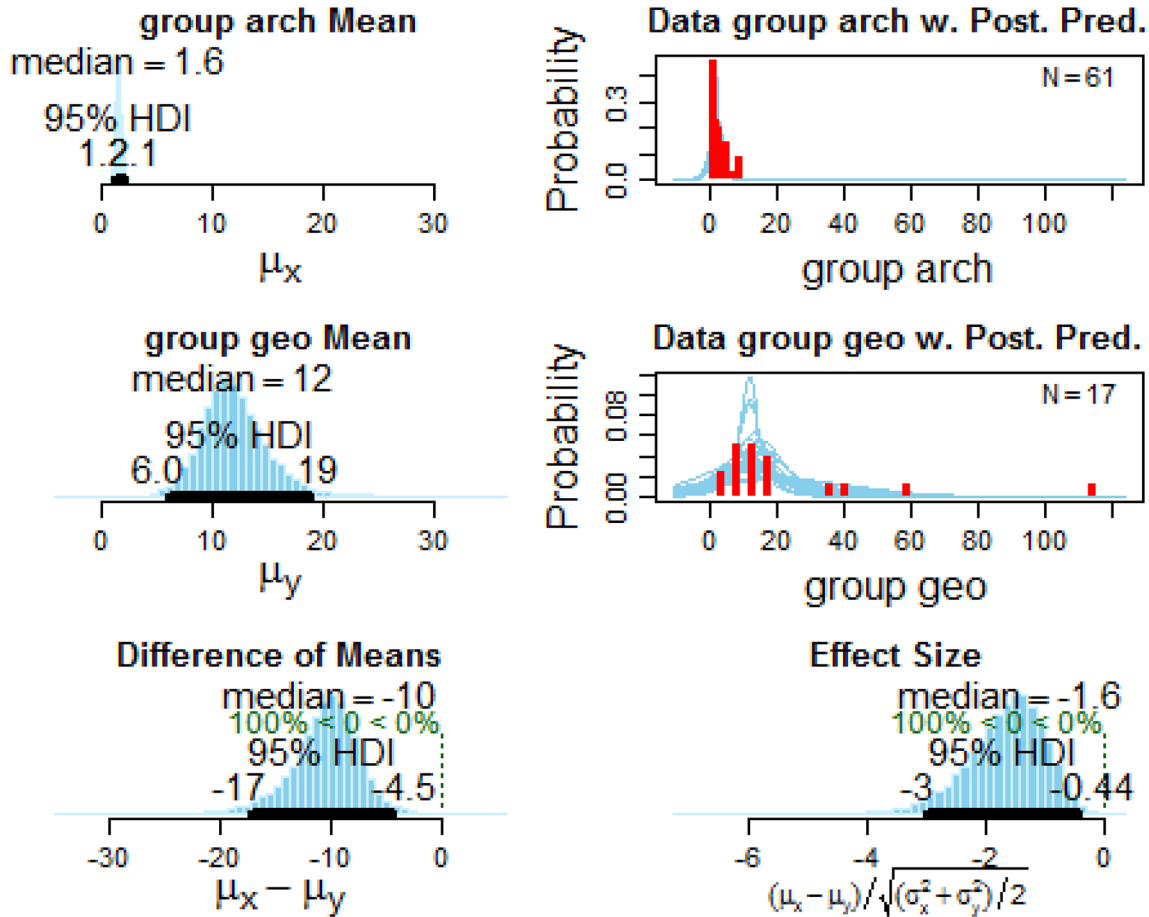 group arch Mean
median = 1.6
95% HDI
1.2.1
0 10 20 30
μx
Data group arch w. Post. Pred.
N = 61
Probability
0.0 0.3
0 20 40 60 80 100
group arch
group geo Mean
median = 12
95% HDI
6.0 19
0 10 20 30
μy
Data group geo w. Post. Pred.
N = 17
Probability
0.00 0.08
0 20 40 60 80 100
group geo
Difference of Means
median = -10
100% < 0 < 0%
95% HDI
-17 -4.5
-30 -20 -10 0
μx − μy
Effect Size
median = -1.6
100% < 0 < 0%
95% HDI
-3 -0.44
-6 -4 -2 0
(μx − μy)/√(σx² + σy²)/2